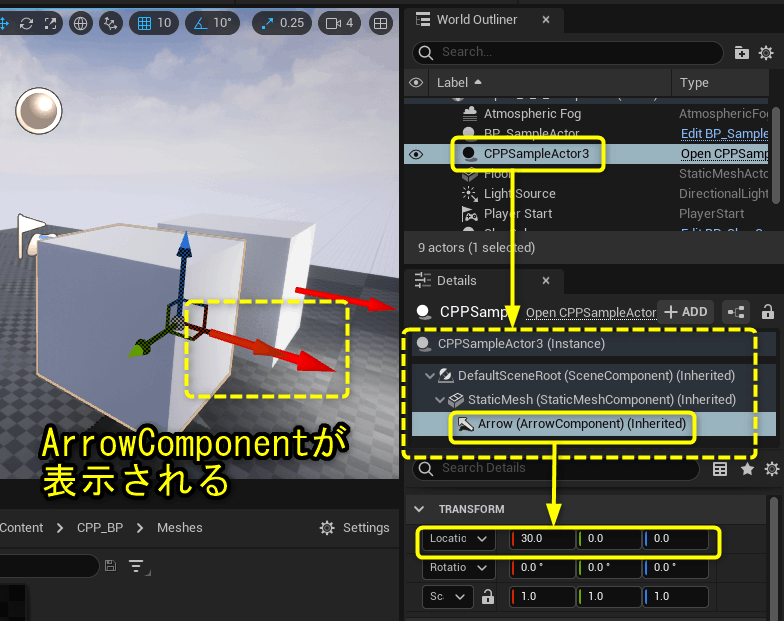 10
10°
0.25
4
World Outliner
Search...
Label
Type
Atmospheric Fog
AtmosphericFo
BP_SampleActor
Edit BP_Sample
CPPSampleActor3
Open CPPSamp
Floor
StaticMeshActo
Light Source
DirectionalLight
Player Start
PlayerStart
9 actors (1 selected)
Details
CPPSamp
Open CPPSampleActor
ADD
CPPSampleActor3 (Instance)
DefaultSceneRoot (SceneComponent) (Inherited)
StaticMesh (StaticMeshComponent) (Inherited)
Arrow (ArrowComponent) (Inherited)
Search Details
ArrowComponentが
表示される
TRANSFORM
Locatio
30.0
0.0
0.0
Rotatio
0.0 °
0.0 °
0.0 °
Sc
1.0
1.0
1.0
Content
CPP_BP
Meshes
Settings